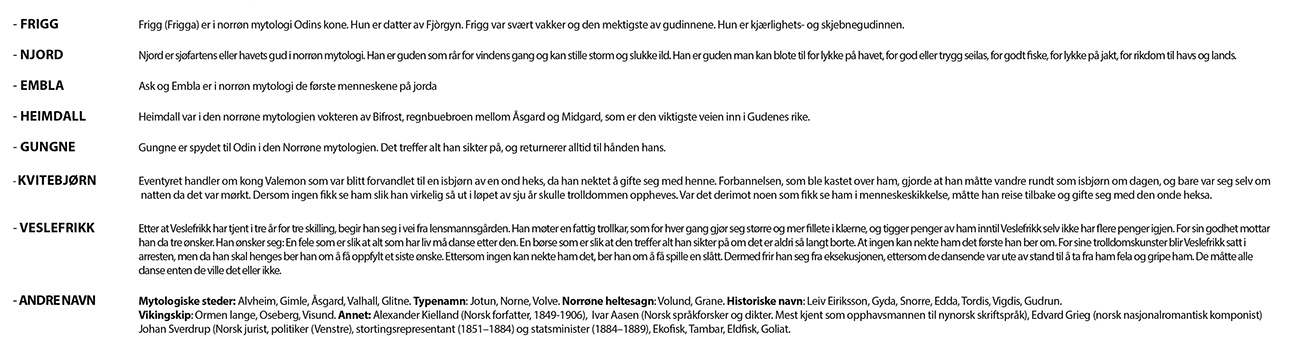 - FRIGG Frigg (Frigga) er i norrøn mytologi Odins kone. Hun er datter av Fjòrgyn. Frigg var svært vakker og den mektigste av gudinnene. Hun er kjærlighets- og skjebnegudinnen.
- NJORD Njord er sjøfartens eller havets gud i norrøn mytologi. Han er guden som rår for vindens gang og kan stille storm og slukke ild. Han er guden man kan blote til for lykke på havet, for god eller trygg seilas, for godt fiske, for lykke på jakt, for rikdom til havs og lands.
- EMBLA Ask og Embla er i norrøn mytologi de første menneskene på jorda
- HEIMDALL Heimdall var i den norrøne mytologien vokteren av Bifrost, regnbuebroen mellom Åsgard og Midgard, som er den viktigste veien inn i Gudenes rike.
- GUNGNE Gungne er spydet til Odin i den Norrøne mytologien. Det treffer alt han sikter på, og returnerer alltid til hånden hans.
- KVITEBJØRN Eventyret handler om kong Valemon som var blitt forvandlet til en isbjørn av en ond heks, da han nektet å gifte seg med henne. Forbannelsen, som ble kastet over ham, gjorde at han måtte vandre rundt som isbjørn om dagen, og bare var seg selv om
natten da det var mørkt. Dersom ingen fikk se ham slik han virkelig så ut i løpet av sju år skulle trolldommen oppheves. Var det derimot noen som fikk se ham i menneskeskikkelse, måtte han reise tilbake og gifte seg med den onde heksa.
- VESLEFRIKK Etter at Veslefrikk har tjent i tre år for tre skilling, begir han seg i vei fra lensmannsgården. Han møter en fattig trollkar, som for hver gang gjør seg større og mer fillete i klærne, og tigger penger av ham inntil Veslefrikk selv ikke har flere penger igjen. For sin godhet mottar
han da tre ønsker. Han ønsker seg: En fele som er slik at alt som har liv må danse etter den. En børse som er slik at den treffer alt han sikter på om det er aldri så langt borte. At ingen kan nekte ham det første han ber om. For sine trolldomskunster blir Veslefrikk satt i
arresten, men da han skal henges ber han om å få oppfylt et siste ønske. Ettersom ingen kan nekte ham det, ber han om å få spille en slått. Dermed frir han seg fra eksekusjonen, ettersom de dansende var ute av stand til å ta fra ham fela og gripe ham. De måtte alle
danse enten de ville det eller ikke.
- ANDRE NAVN Mytologiske steder: Alvheim, Gimle, Åsgard, Valhall, Glitne. Typenamn: Jotun, Norne, Volve. Norrøne heltesagn: Volund, Grane. Historiske navn: Leiv Eiriksson, Gyda, Snorre, Edda, Tordis, Vigdis, Gudrun.
Vikingskip: Ormen lange, Oseberg, Visund. Annet: Alexander Kielland (Norsk forfatter, 1849-1906), Ivar Aasen (Norsk språkforsker og dikter. Mest kjent som opphavsmannen til nynorsk skriftspråk), Edvard Grieg (norsk nasjonalromantisk komponist)
Johan Sverdrup (Norsk jurist, politiker (Venstre), stortingsrepresentant (1851–1884) og statsminister (1884–1889), Ekofisk, Tambar, Eldfisk, Goliat.